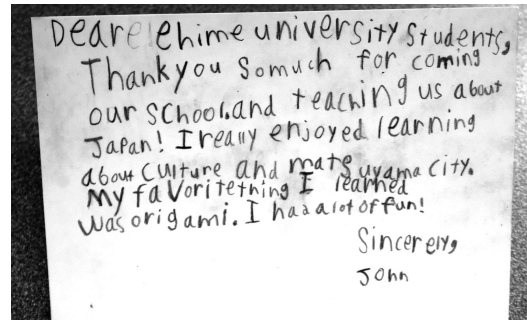 Dear ehime university students,
Thankyou somuch for coming
our school.and teaching us about
Japan! I really enjoyed learning
about culture and matsuyama city.
my favoritething I learned
was origami. I had a lot of fun!
Sincerely,
John